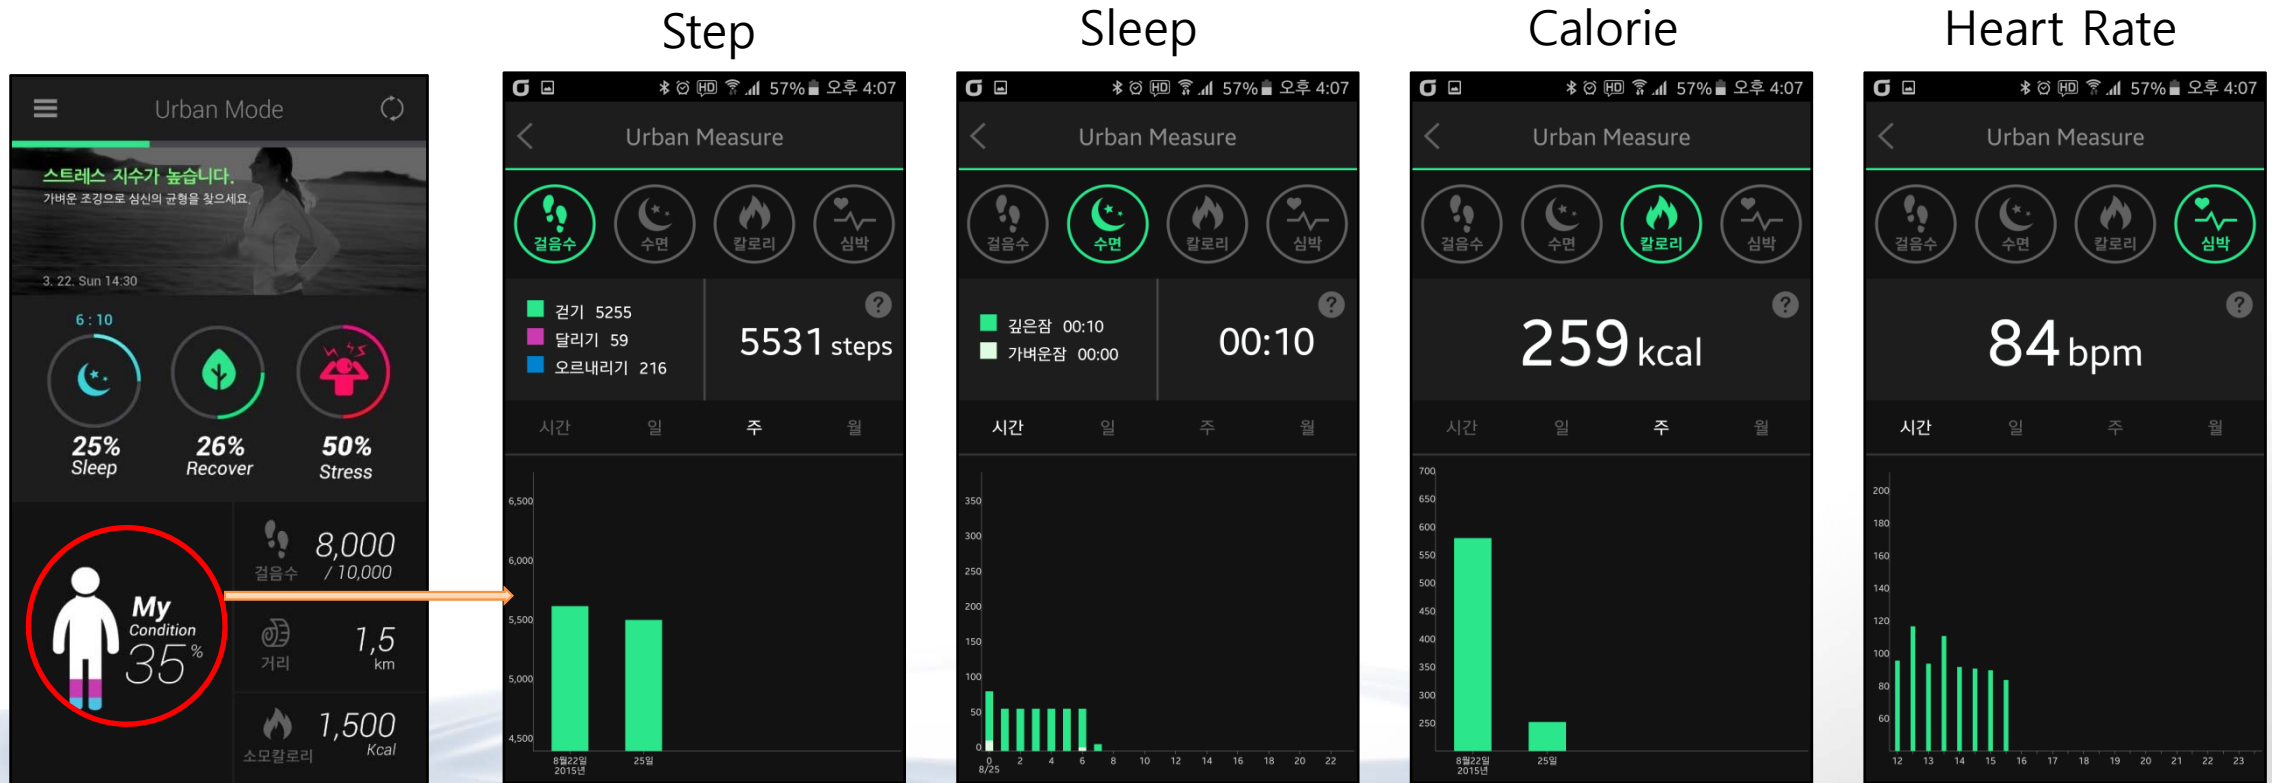 Step
Sleep
Calorie
Heart Rate
Urban Mode
스트레스 지수가 높습니다.
가벼운 조깅으로 심신의 균형을 찾으세요.
3. 22. Sun 14:30
6:10
25%
Sleep
26%
Recover
50%
Stress
My
Condition
35%
8,000
걸음수 / 10,000
1,5
거리 km
1,500
소모칼로리 Kcal
HD 57% 오후 4:07
Urban Measure
걸음수 수면 칼로리 심박
걷기 5255
달리기 59
오르내리기 216
?
5531 steps
시간 일 주 월
6,500
6,000
5,500
5,000
4,500
8월22일 25일
2015년
HD 57% 오후 4:07
Urban Measure
걸음수 수면 칼로리 심박
깊은잠 00:10
가벼운잠 00:00
?
00:10
시간 일 주 월
350
300
250
200
150
100
50
0
0 2 4 6 8 10 12 14 16 18 20 22
8/25
HD 57% 오후 4:07
Urban Measure
걸음수 수면 칼로리 심박
?
259 kcal
시간 일 주 월
700
650
600
550
500
450
400
350
300
250
8월22일 25일
2015년
HD 57% 오후 4:07
Urban Measure
걸음수 수면 칼로리 심박
?
84 bpm
시간 일 주 월
200
180
160
140
120
100
80
60
12 13 14 15 16 17 18 19 20 21 22 23